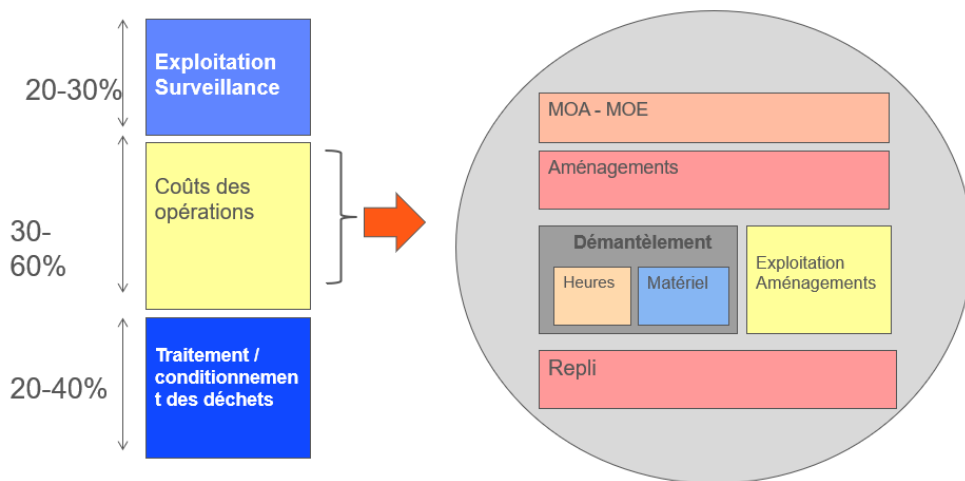 20-30%
Exploitation
Surveillance
30-
60%
Coûts des
opérations
20-40%
Traitement /
conditionnemen
t des déchets
MOA - MOE
Aménagements
Démantèlement
Heures
Matériel
Exploitation
Aménagements
Repli